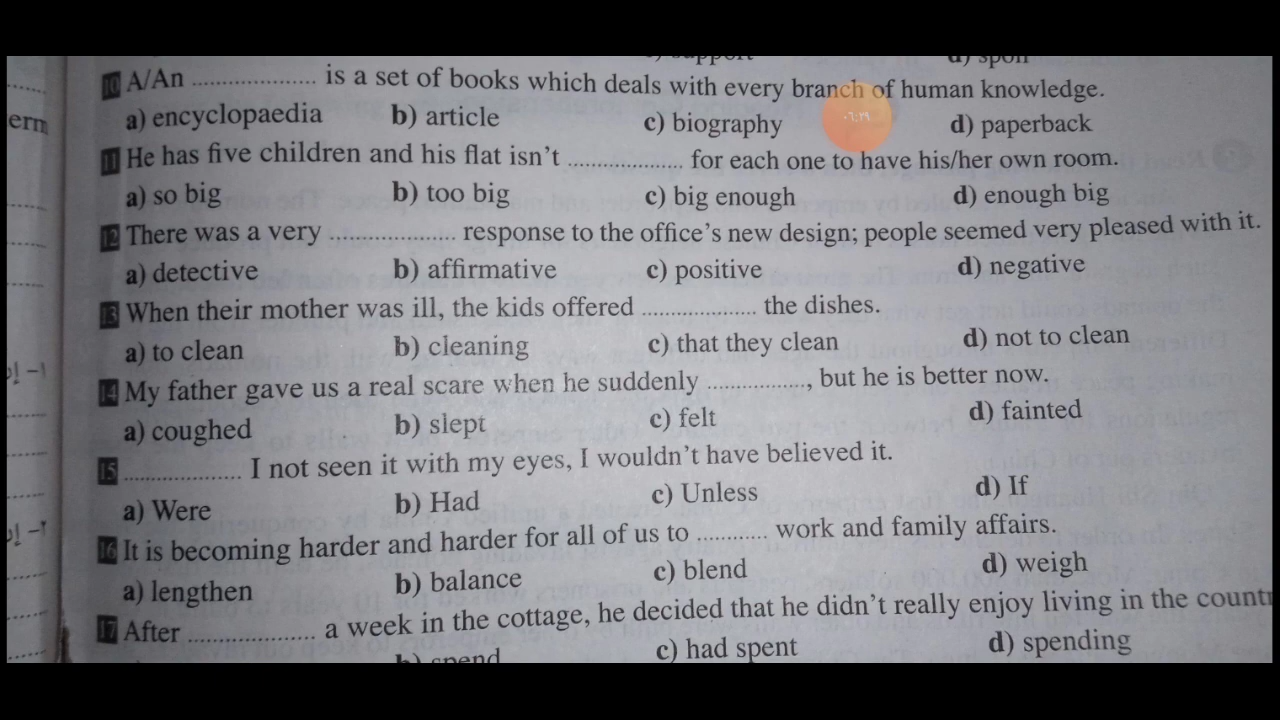 c) support d) spon
10 A/An .................... is a set of books which deals with every branch of human knowledge.
a) encyclopaedia b) article c) biography d) paperback
11 He has five children and his flat isn't .................... for each one to have his/her own room.
a) so big b) too big c) big enough d) enough big
12 There was a very .................... response to the office's new design; people seemed very pleased with it.
a) detective b) affirmative c) positive d) negative
13 When their mother was ill, the kids offered .................... the dishes.
a) to clean b) cleaning c) that they clean d) not to clean
14 My father gave us a real scare when he suddenly ................, but he is better now.
a) coughed b) slept c) felt d) fainted
15 .................... I not seen it with my eyes, I wouldn't have believed it.
a) Were b) Had c) Unless d) If
16 It is becoming harder and harder for all of us to ............ work and family affairs.
a) lengthen b) balance c) blend d) weigh
17 After .................... a week in the cottage, he decided that he didn't really enjoy living in the countr
b) spend c) had spent d) spending